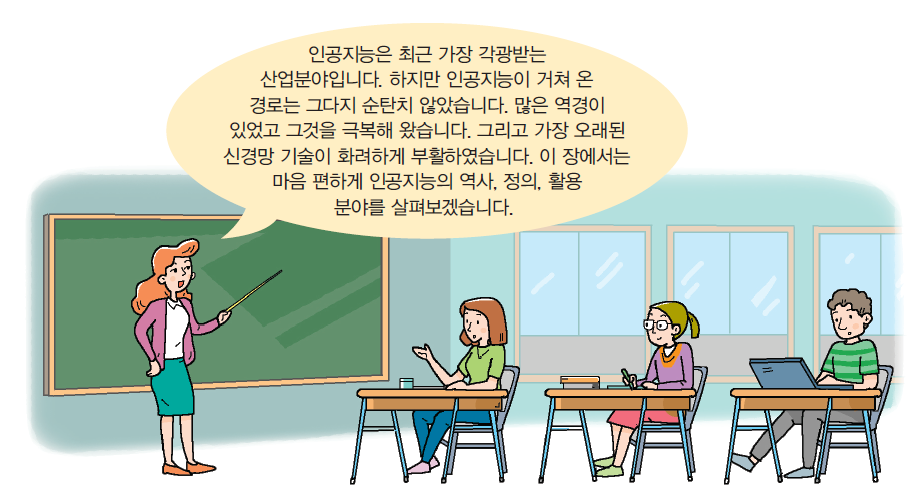 인공지능은 최근 가장 각광받는
산업분야입니다. 하지만 인공지능이 거쳐 온
경로는 그다지 순탄치 않았습니다. 많은 역경이
있었고 그것을 극복해 왔습니다. 그리고 가장 오래된
신경망 기술이 화려하게 부활하였습니다. 이 장에서는
마음 편하게 인공지능의 역사, 정의, 활용
분야를 살펴보겠습니다.